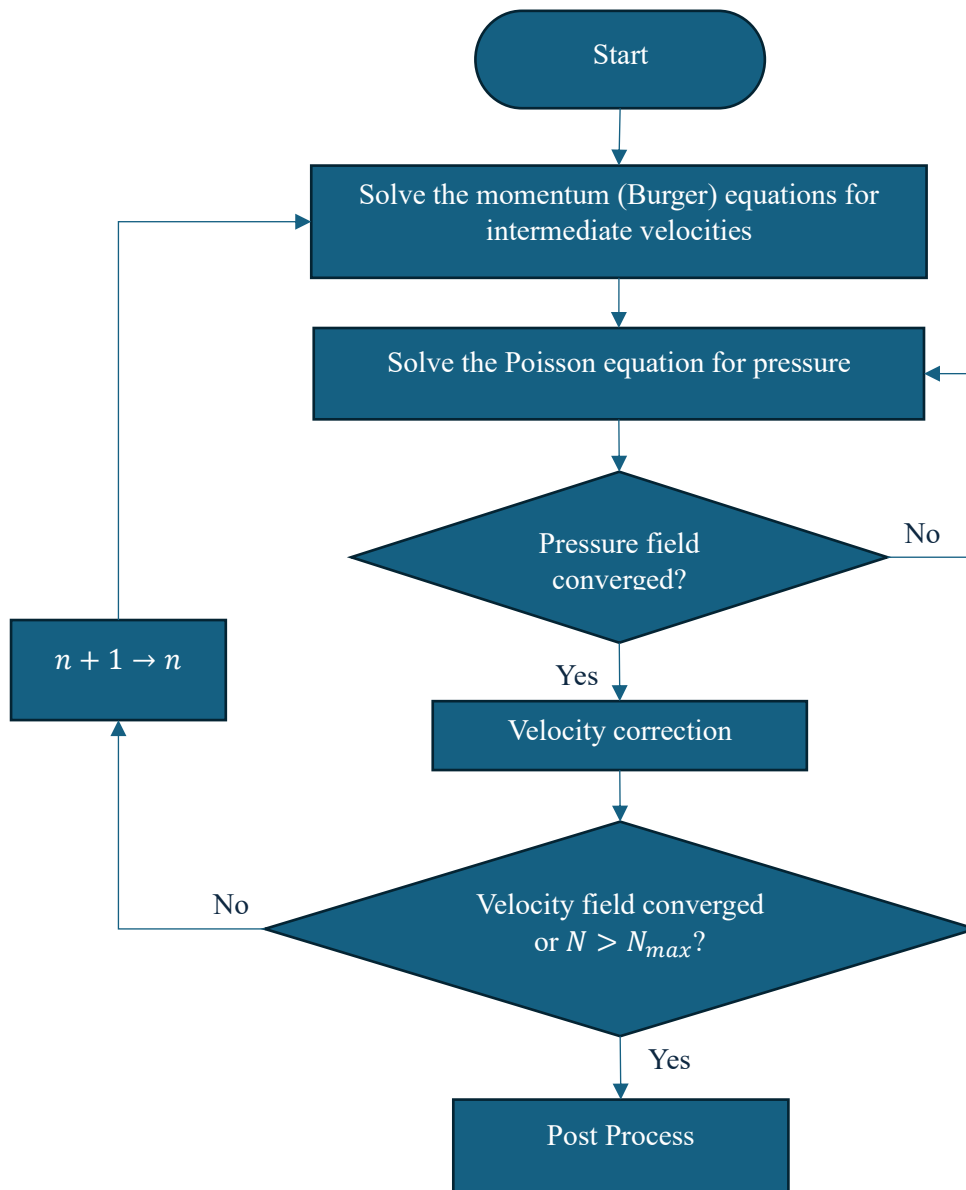 Start
Solve the momentum (Burger) equations for
intermediate velocities
Solve the Poisson equation for pressure
Pressure field
converged?
No
Yes
n + 1 → n
Velocity correction
No
Velocity field converged
or N > N_max?
Yes
Post Process